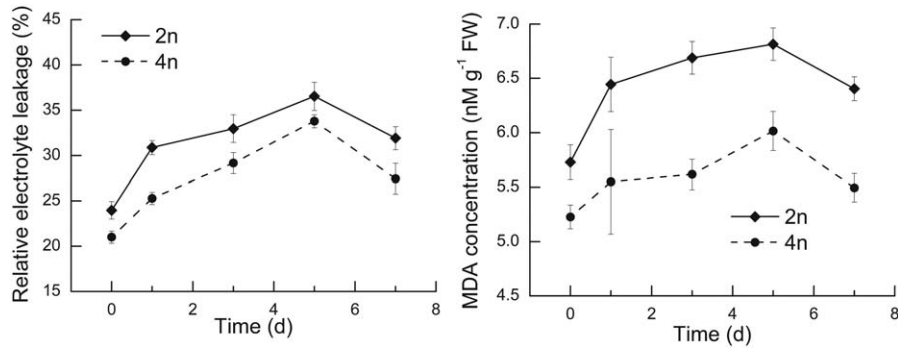 Relative electrolyte leakage (%)
45
40
35
30
25
20
15
2n
4n
0 2 4 6 8
Time (d)
MDA concentration (nM g⁻¹ FW)
7.0
6.5
6.0
5.5
5.0
4.5
2n
4n
0 2 4 6 8
Time (d)